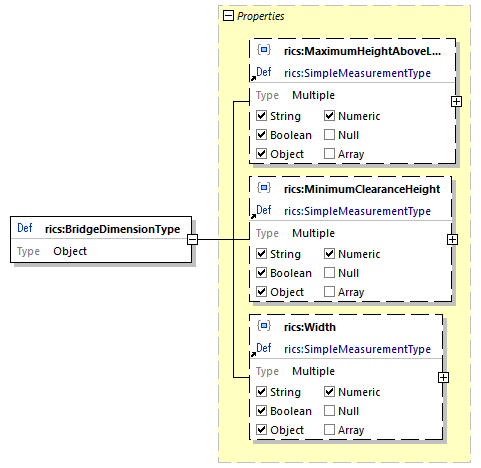 Properties
rics:MaximumHeightAboveL...
Def rics:SimpleMeasurementType
Type Multiple
String Numeric
Boolean Null
Object Array
rics:MinimumClearanceHeight
Def rics:SimpleMeasurementType
Type Multiple
String Numeric
Boolean Null
Object Array
Def rics:BridgeDimensionType
Type Object
rics:Width
Def rics:SimpleMeasurementType
Type Multiple
String Numeric
Boolean Null
Object Array